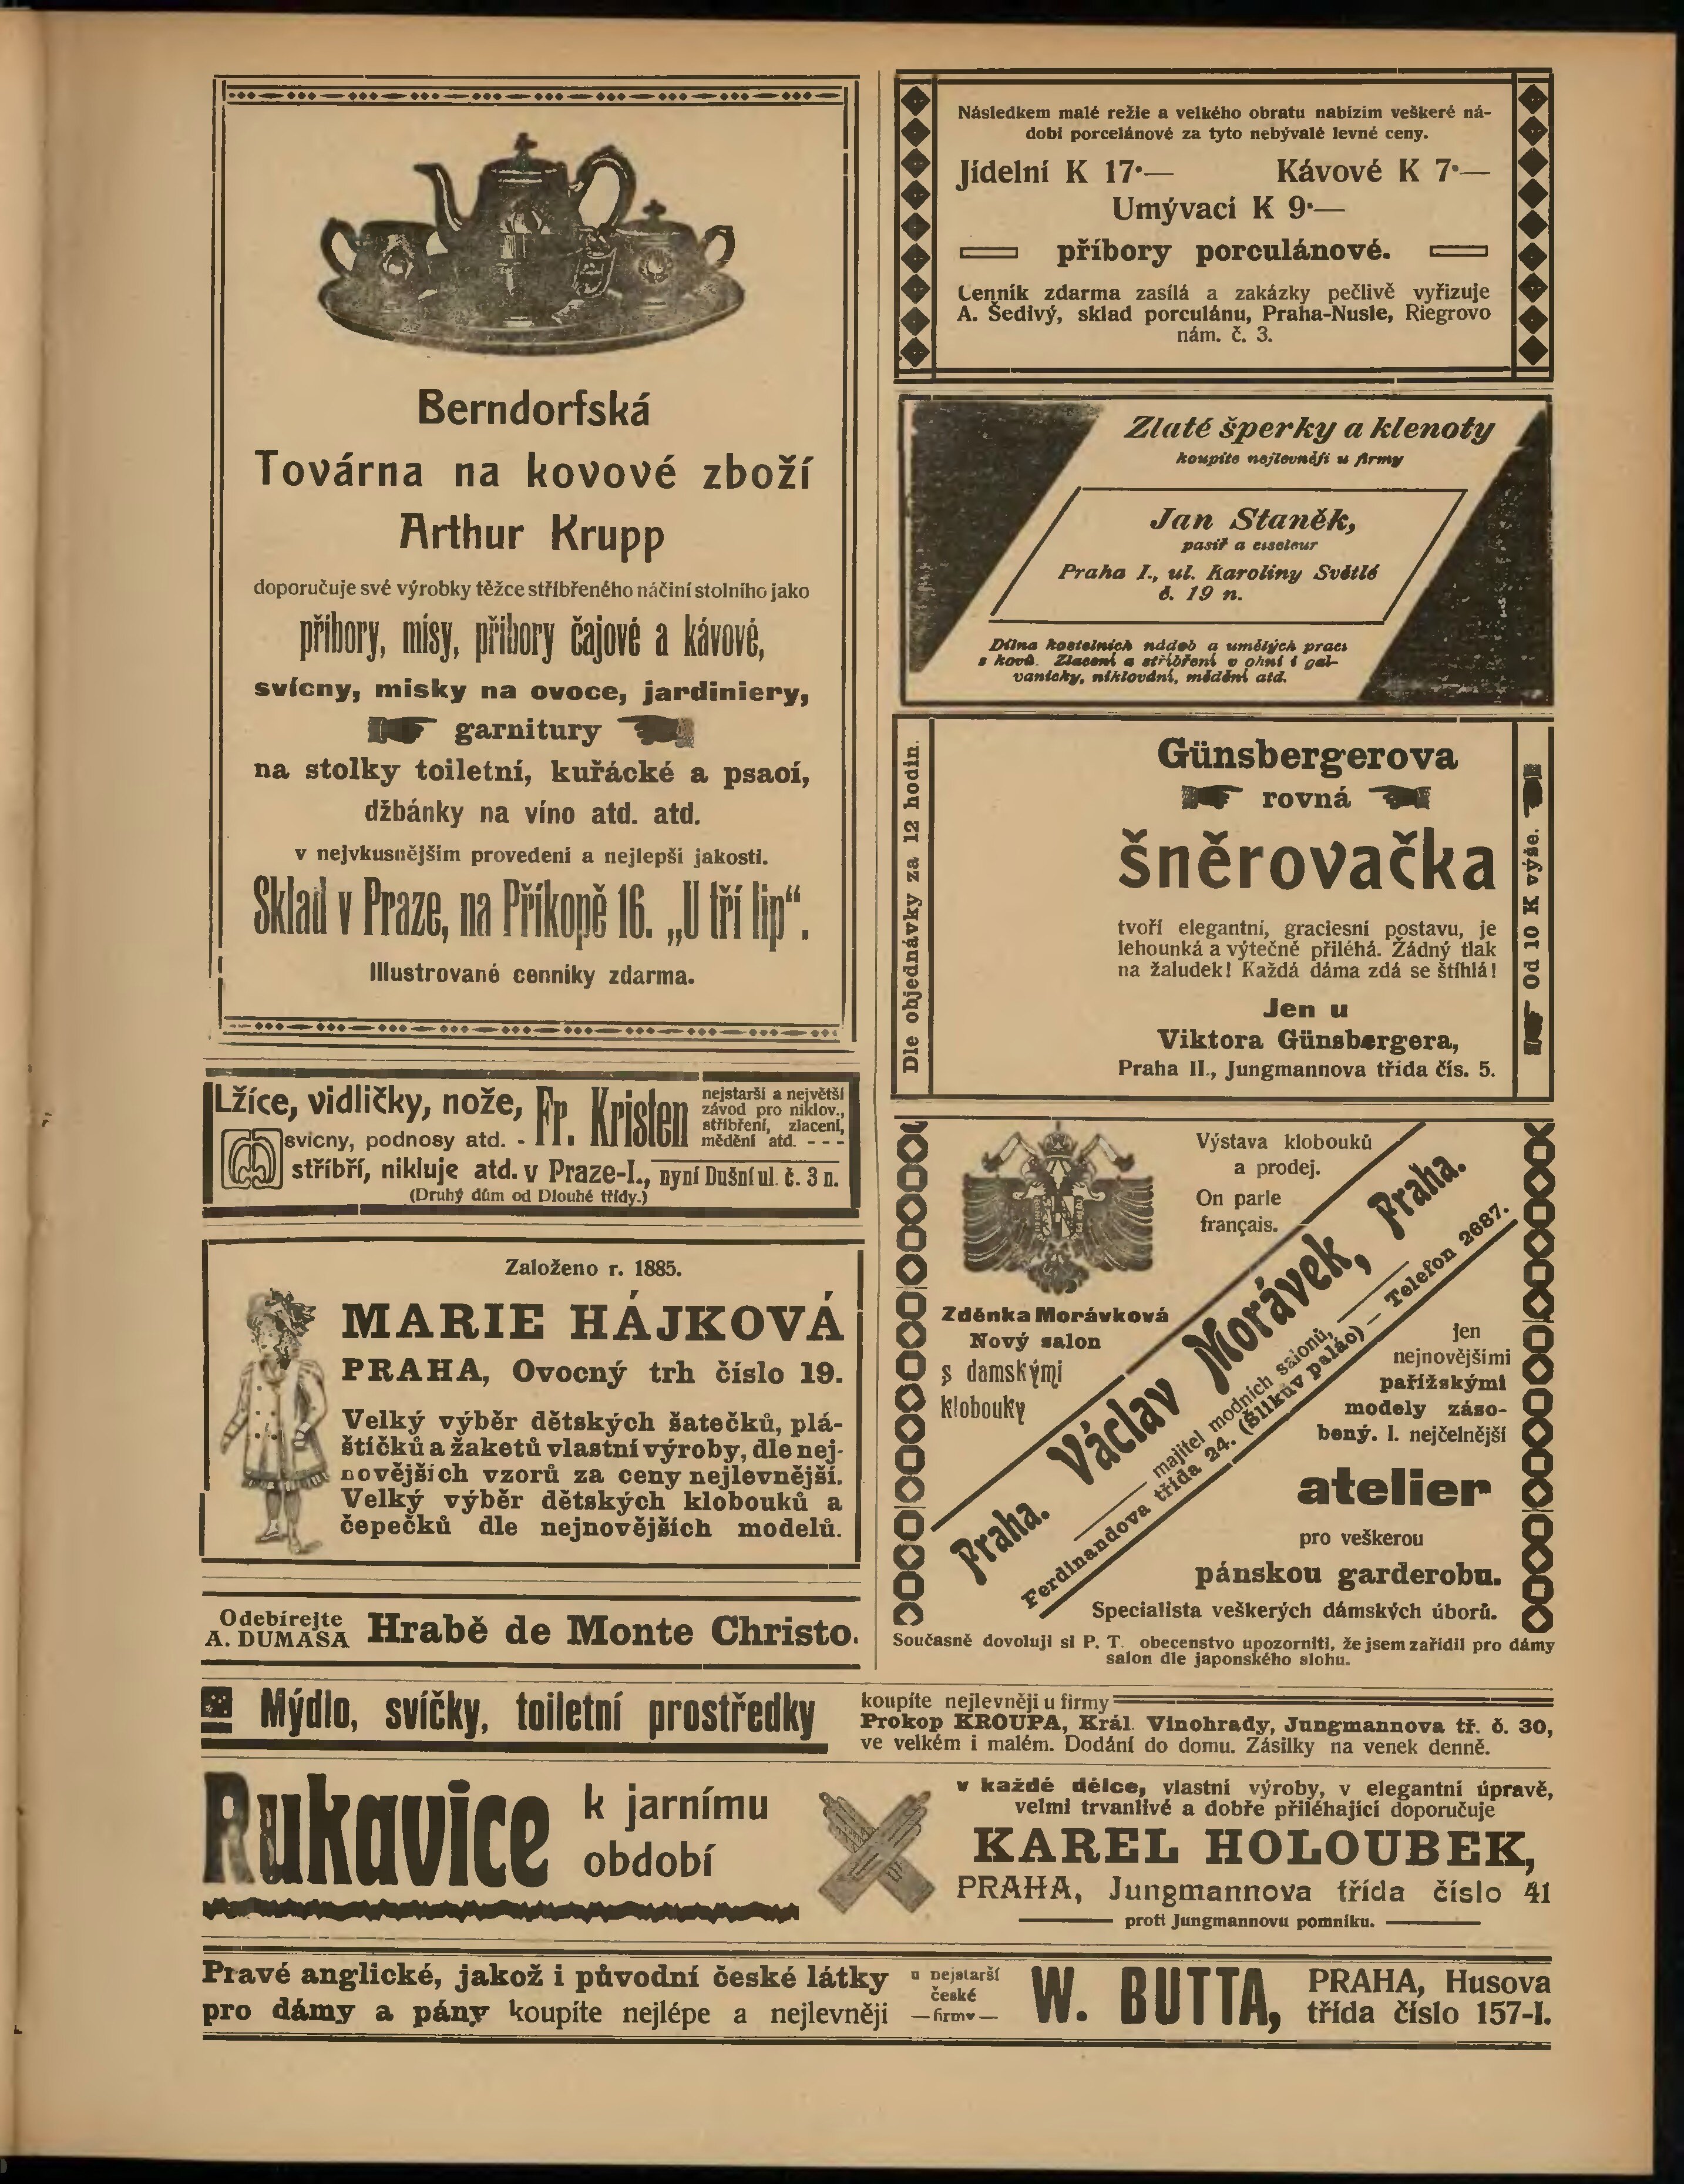 Berndorfská
Továrna na kovové zboží
Arthur Krupp
doporučuje své výrobky těžce stříbřeného náčiní stolního jako
příbory, mísy, příbory čajové a kávové,
svícny, misky na ovoce, jardiniery,
garnitury
na stolky toiletní, kuřácké a psací,
džbánky na víno atd. atd.
v nejvkusnějším provedení a nejlepší jakosti.
Sklad v Praze, na Příkopě 16. „U tří lip“.
Illustrované cenníky zdarma.
Lžíce, vidličky, nože,
svícny, podnosy atd. -
Fr. Kristen
nejstarší a největší
závod pro niklov.,
stříbření, zlacení,
mědění atd. - - -
stříbří, nikluje atd. v Praze-I., nyní Dušní ul. č. 3 n.
(Druhý dům od Dlouhé třídy.)
Založeno r. 1885.
MARIE HÁJKOVÁ
PRAHA, Ovocný trh číslo 19.
Velký výběr dětských šatečků, plá-
štíčků a žaketů vlastní výroby, dle nej-
novějších vzorů za ceny nejlevnější.
Velký výběr dětských klobouků a
čepečků dle nejnovějších modelů.
Odebírejte
A. DUMASA
Hrabě de Monte Christo.
Následkem malé režie a velkého obratu nabízím veškeré ná-
dobí porcelánové za tyto nebývalé levné ceny.
Jídelní K 17·— Kávové K 7·—
Umývací K 9·—
příbory porculánové.
Cenník zdarma zasílá a zakázky pečlivě vyřizuje
A. Šedivý, sklad porculánu, Praha-Nusle, Riegrovo
nám. č. 3.
Zlaté šperky a klenoty
koupíte nejlevněji u firmy
Jan Staněk,
pasíř a ciseleur
Praha I., ul. Karoliny Světlé
č. 19 n.
Dílna kostelních nádob a umělých prací
s kovů. Zlacení a stříbření v ohni i gal-
vanicky, niklování, mědění atd.
Dle objednávky za 12 hodin.
Günsbergerova
rovná
šněrovačka
tvoří elegantní, graciesní postavu, je
lehounká a výtečně přiléhá. Žádný tlak
na žaludek! Každá dáma zdá se štíhlá!
Jen u
Viktora Günsbergera,
Praha II., Jungmannova třída čís. 5.
Od 10 K výše.
Výstava klobouků
a prodej.
On parle
français.
Zděnka Morávková
Nový salon
s damskými
klobouky
Praha. Václav Morávek, Praha.
majitel modních salonů,
Ferdinandova třída 24. (Šlikův palác) — Telefon 2687.
jen
nejnovějšími
pařížskými
modely záso-
bený. I. nejčelnější
atelier
pro veškerou
pánskou garderobu.
Specialista veškerých dámských úborů.
Současně dovoluji si P. T. obecenstvo upozorniti, že jsem zařídil pro dámy
salon dle japonského slohu.
Mýdlo, svíčky, toiletní prostředky
koupíte nejlevněji u firmy
Prokop KROUPA, Král. Vinohrady, Jungmannova tř. č. 30,
ve velkém i malém. Dodání do domu. Zásilky na venek denně.
Rukavice
k jarnímu
období
v každé délce, vlastní výroby, v elegantní úpravě,
velmi trvanlivé a dobře přiléhající doporučuje
KAREL HOLOUBEK,
PRAHA, Jungmannova třída číslo 41
proti Jungmannovu pomníku.
Pravé anglické, jakož i původní české látky
pro dámy a pány koupíte nejlépe a nejlevněji
u nejstarší
české
— firmy —
W. BUTTA,
PRAHA, Husova
třída číslo 157-I.